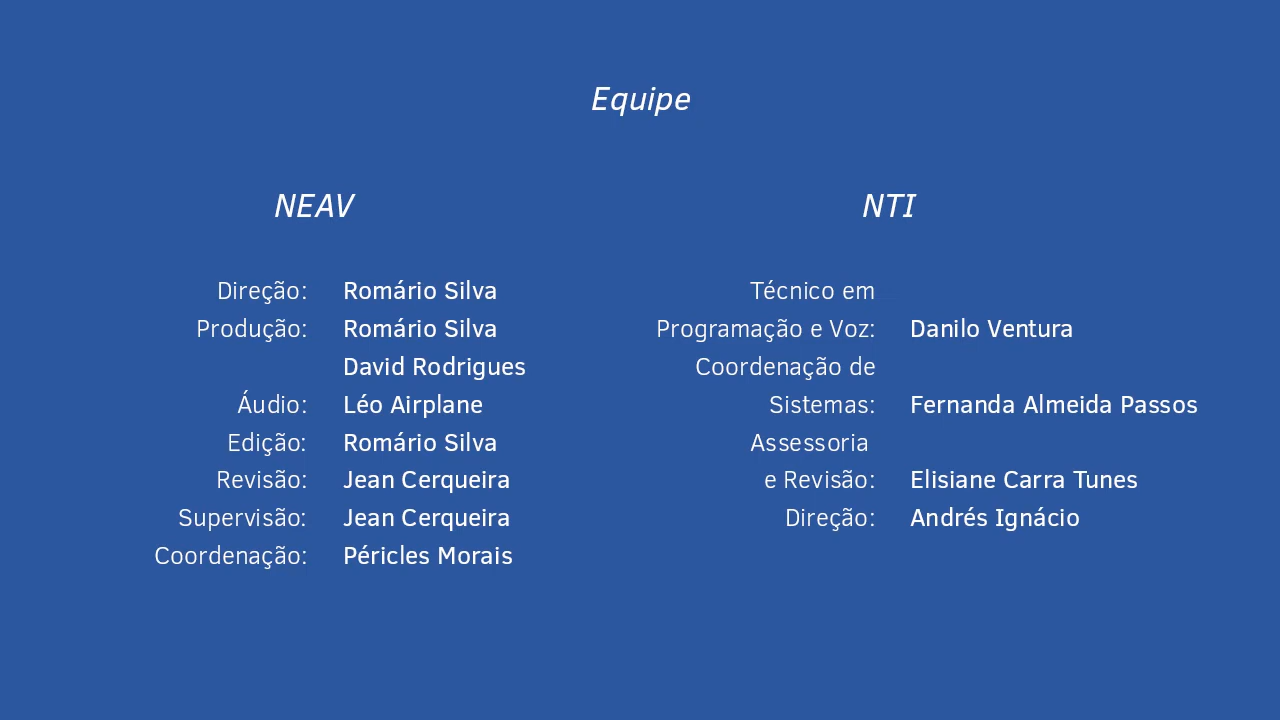 Equipe
NEAV
Direção: Romário Silva
Produção: Romário Silva
David Rodrigues
Áudio: Léo Airplane
Edição: Romário Silva
Revisão: Jean Cerqueira
Supervisão: Jean Cerqueira
Coordenação: Péricles Morais
NTI
Técnico em
Programação e Voz: Danilo Ventura
Coordenação de
Sistemas: Fernanda Almeida Passos
Assessoria
e Revisão: Elisiane Carra Tunes
Direção: Andrés Ignácio